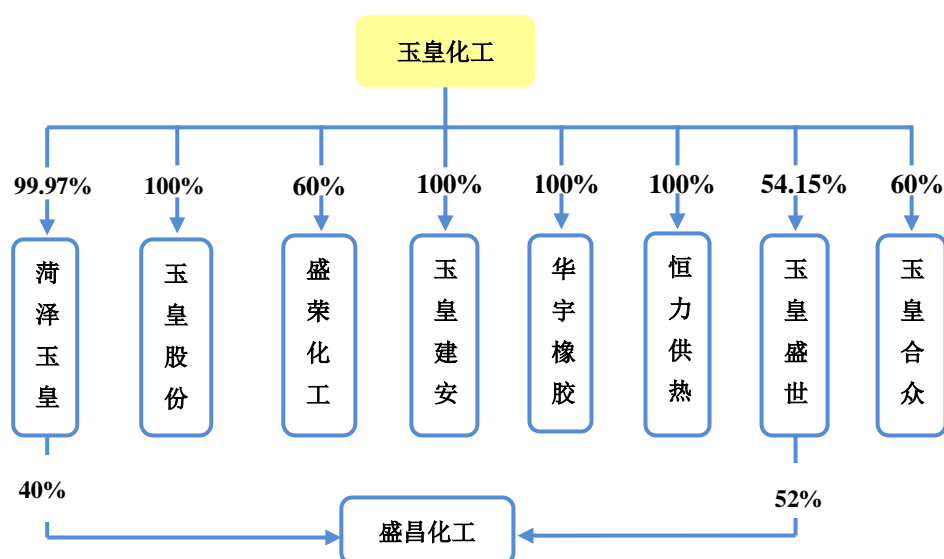 玉皇化工
99.97%
100%
60%
100%
100%
100%
54.15%
60%
菏泽玉皇
玉皇股份
盛荣化工
玉皇建安
华宇橡胶
恒力供热
玉皇盛世
玉皇合众
40%
52%
盛昌化工